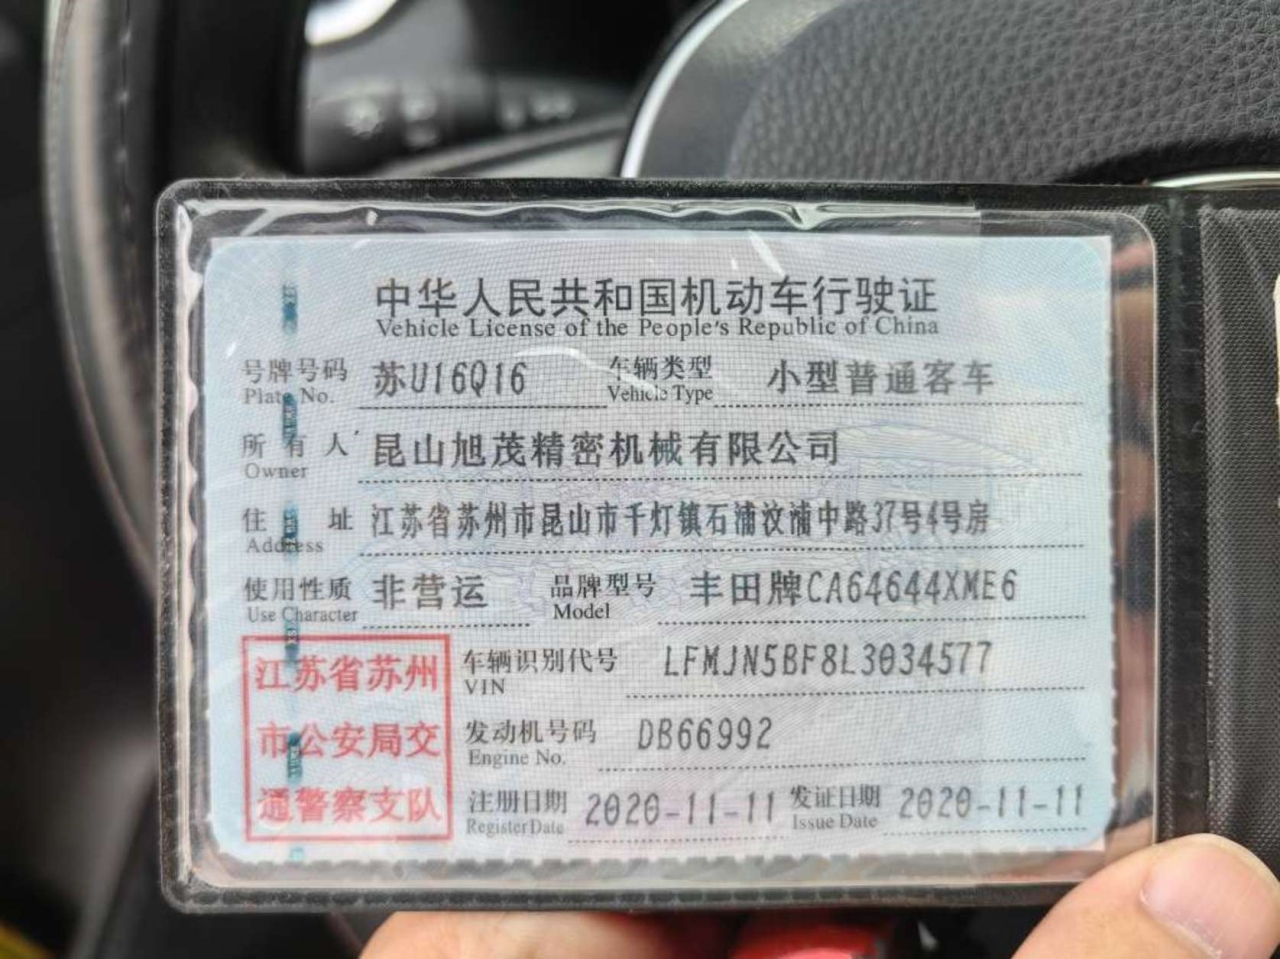 中华人民共和国机动车行驶证
Vehicle License of the People's Republic of China
号牌号码 苏U16Q16 车辆类型 小型普通客车
Plate No. Vehicle Type
所有人 昆山旭茂精密机械有限公司
Owner
住址 江苏省苏州市昆山市千灯镇石浦汶浦中路37号4号房
Address
使用性质 非营运 品牌型号 丰田牌CA64644XME6
Use Character Model
江苏省苏州
市公安局交
通警察支队
车辆识别代号 LFMJN5BF8L3034577
VIN
发动机号码 DB66992
Engine No.
注册日期 2020-11-11 发证日期 2020-11-11
Register Date Issue Date